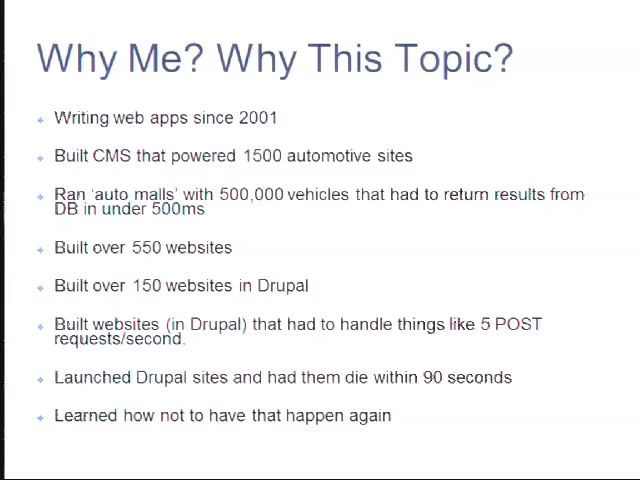 Why Me? Why This Topic?
Writing web apps since 2001
Built CMS that powered 1500 automotive sites
Ran ‘auto malls’ with 500,000 vehicles that had to return results from
DB in under 500ms
Built over 550 websites
Built over 150 websites in Drupal
Built websites (in Drupal) that had to handle things like 5 POST
requests/second.
Launched Drupal sites and had them die within 90 seconds
Learned how not to have that happen again